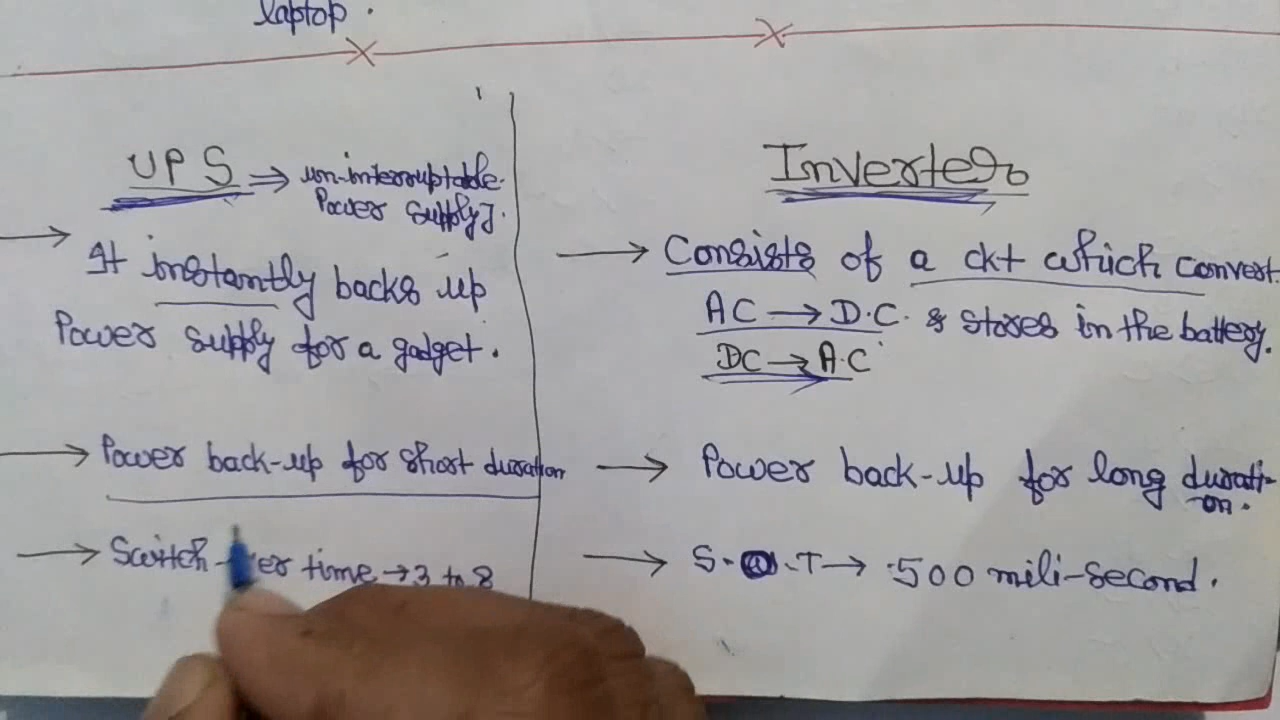 laptop.
UPS ⇒ un-interruptable
Power supply].
→ It instantly backs up
Power supply for a gadget.
→ Power back-up for short duration
→ Switch-over time → 3 to 8
Inverter
→ Consists of a ckt which convert
AC → D.C. & stores in the battery.
DC → A.C
→ Power back-up for long durati-
on.
→ S.O.T → 500 mili-second.